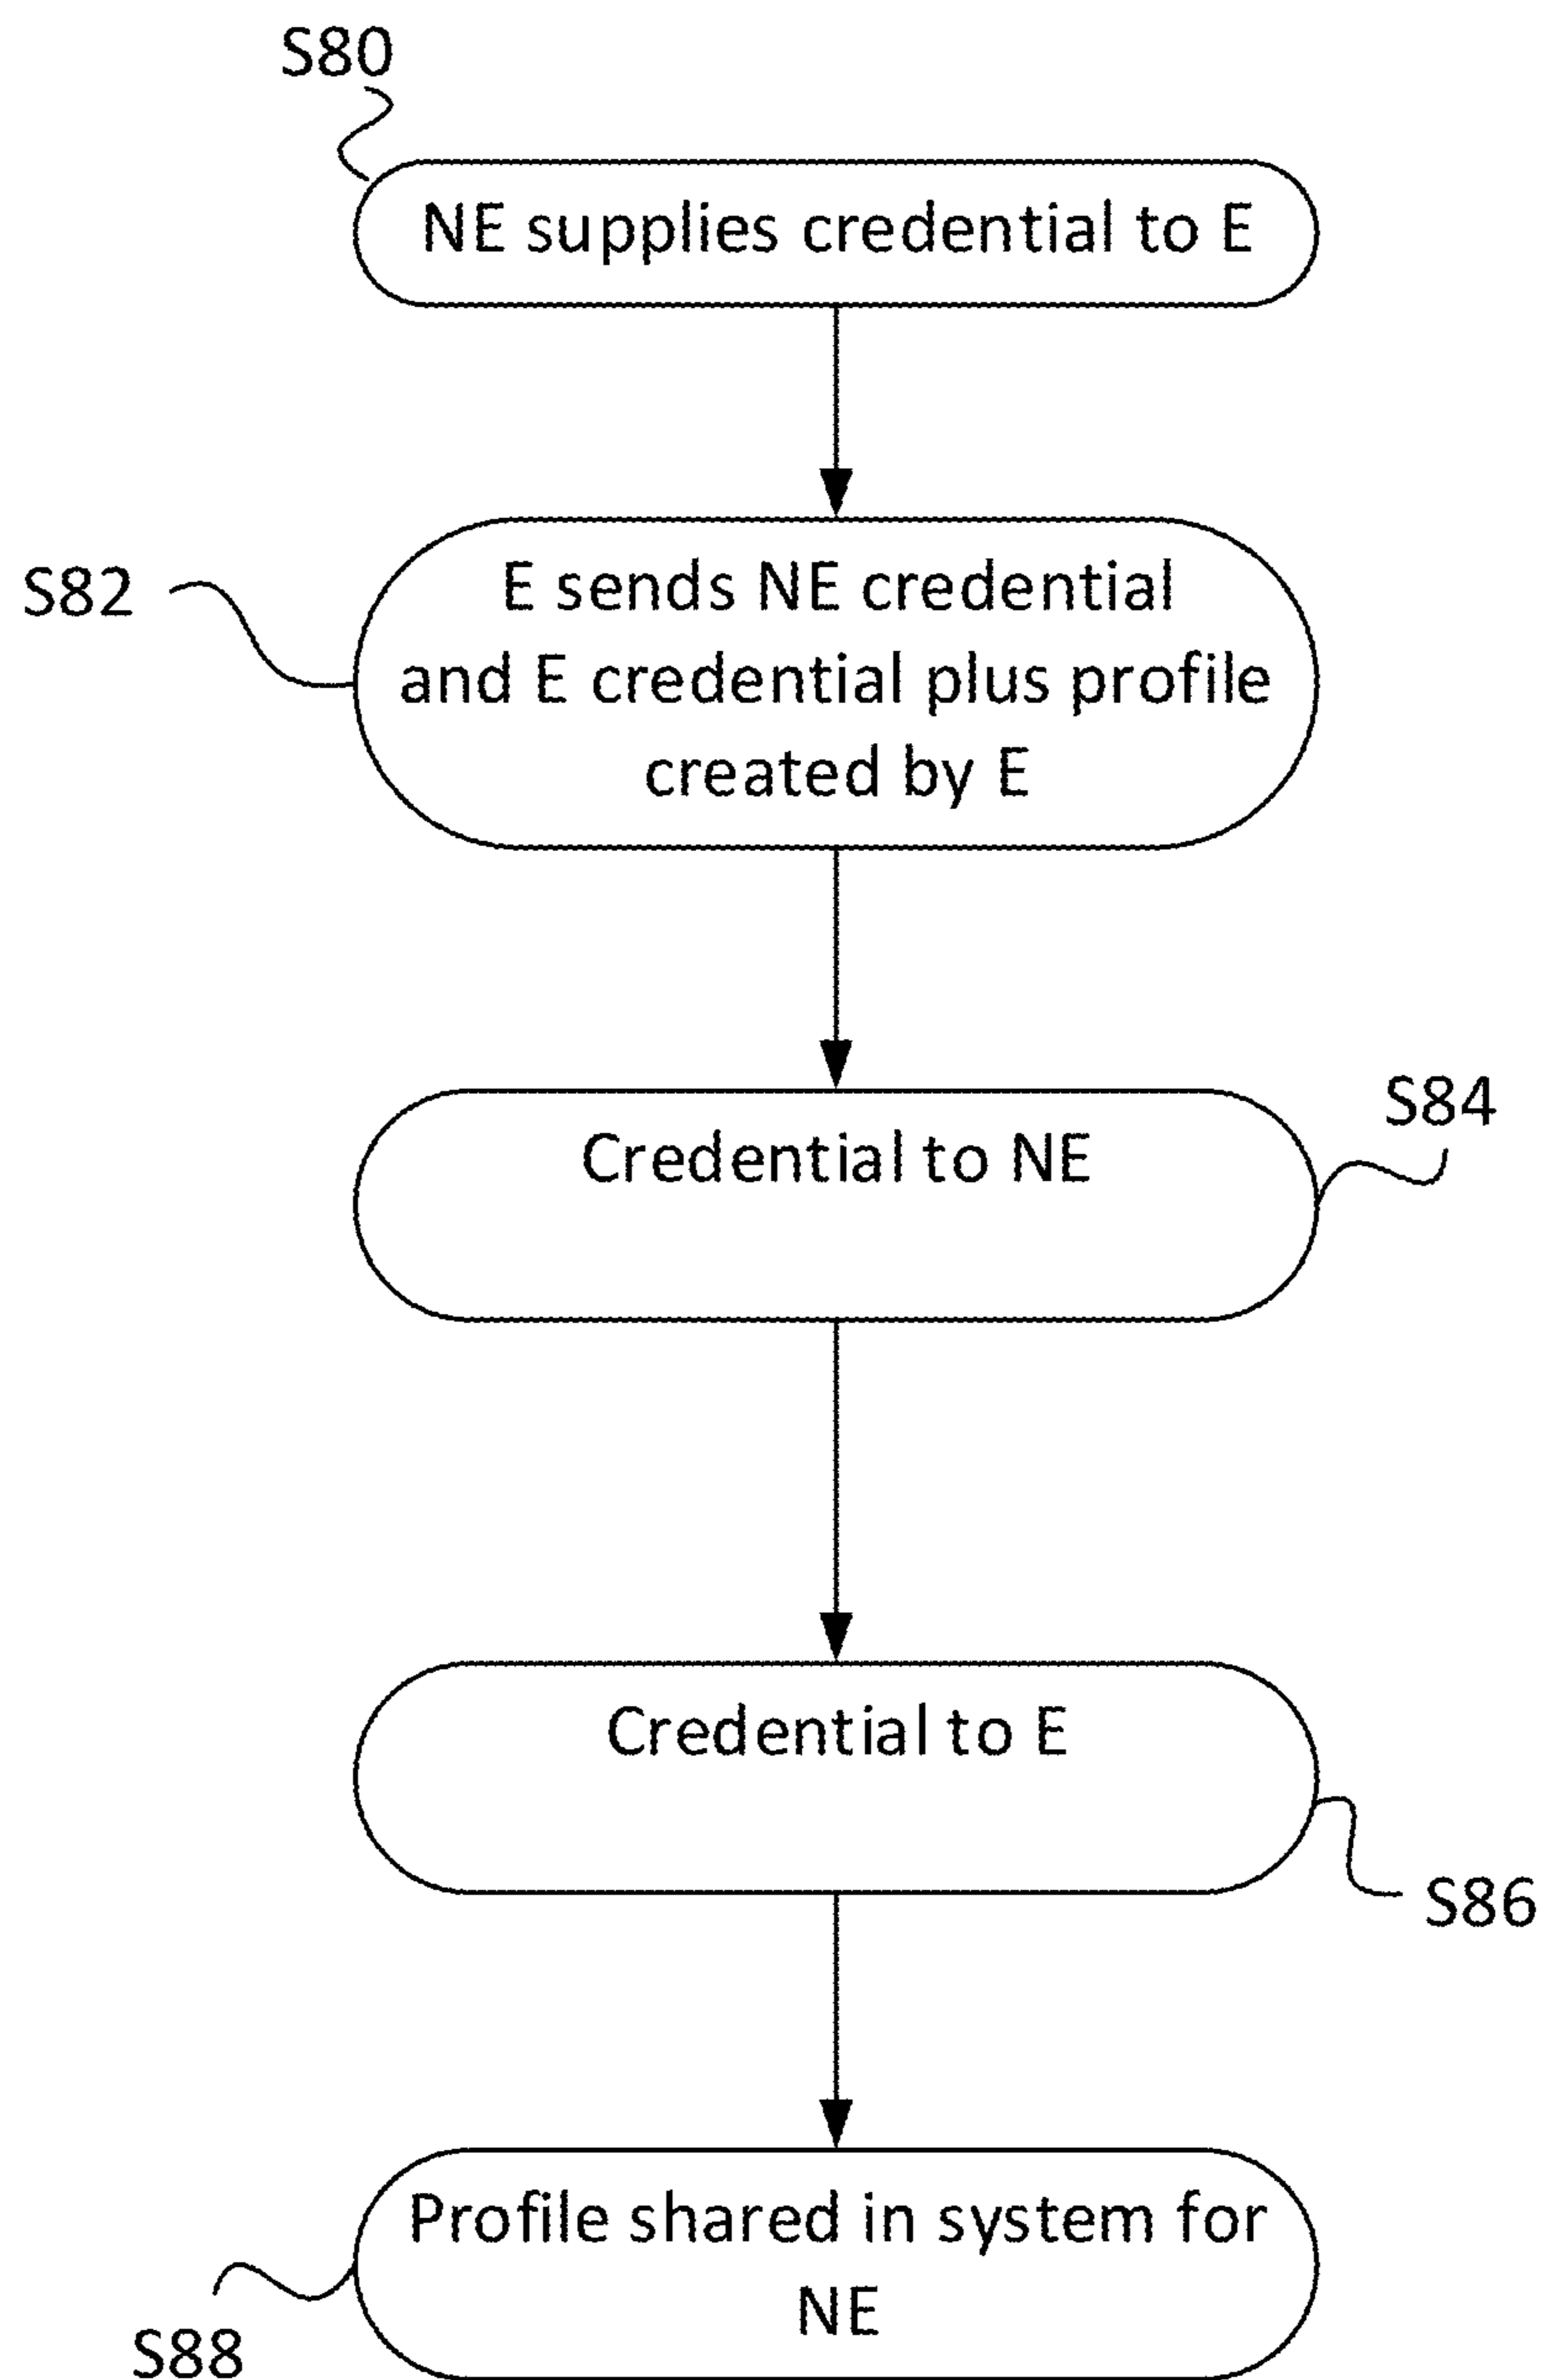 S80
NE supplies credential to E
S82
E sends NE credential
and E credential plus profile
created by E
S84
Credential to NE
Credential to E
S86
Profile shared in system for
NE
S88